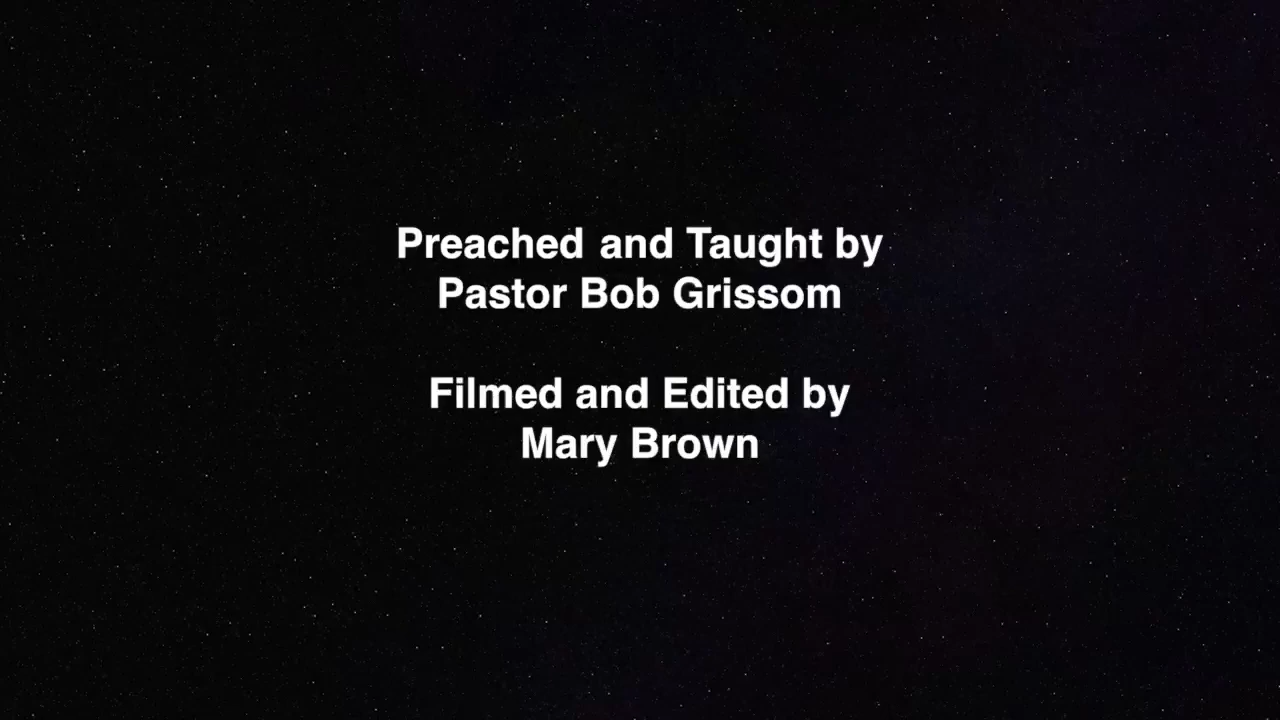 Preached and Taught by
Pastor Bob Grissom
Filmed and Edited by
Mary Brown